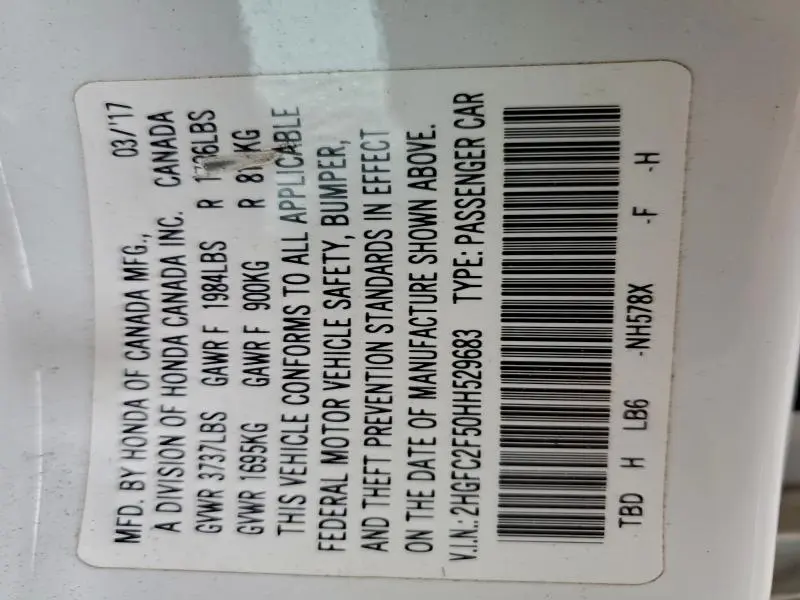 MFD. BY HONDA OF CANADA MFG., 03/'17
A DIVISION OF HONDA CANADA INC. CANADA
GVWR 3737LBS GAWR F 1984LBS R
GVWR 1695KG GAWR F 900KG R
THIS VEHICLE CONFORMS TO ALL APPLICABLE
FEDERAL MOTOR VEHICLE SAFETY, BUMPER,
AND THEFT PREVENTION STANDARDS IN EFFECT
ON THE DATE OF MANUFACTURE SHOWN ABOVE.
V.I.N.: 2HGFC2F50HH529683 TYPE: PASSENGER CAR
TBD H LB6 -NH578X -F -H